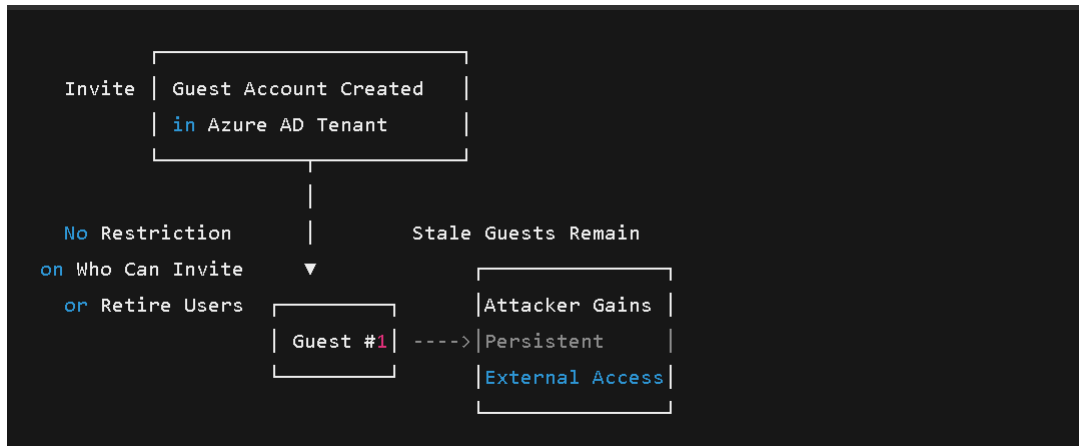 Invite Guest Account Created
in Azure AD Tenant
No Restriction Stale Guests Remain
on Who Can Invite
or Retire Users Attacker Gains
Guest #1 ----> Persistent
External Access